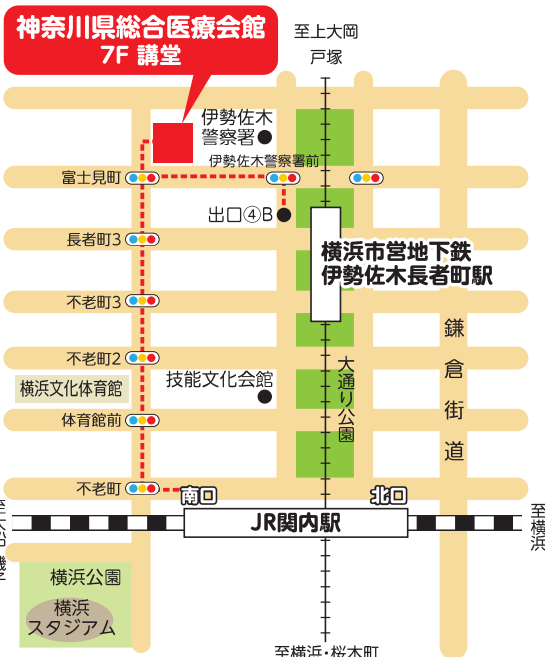 神奈川県総合医療会館
7F 講堂
至上大岡
戸塚
伊勢佐木
警察署
伊勢佐木警察署前
富士見町
出口④B
長者町3
横浜市営地下鉄
伊勢佐木長者町駅
不老町3
鎌倉街道
不老町2
大通り公園
技能文化会館
横浜文化体育館
体育館前
不老町
南口
北口
JR関内駅
至横浜
横浜公園
横浜
スタジアム
至横浜・桜木町